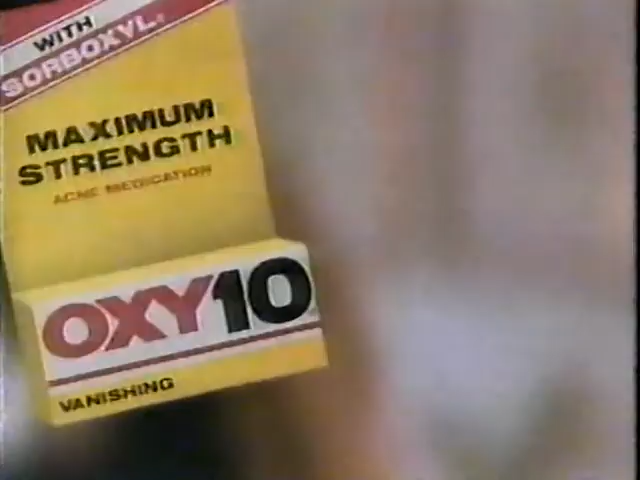 WITH
SORBOXYL®
MAXIMUM
STRENGTH
ACNE MEDICATION
OXY10
VANISHING